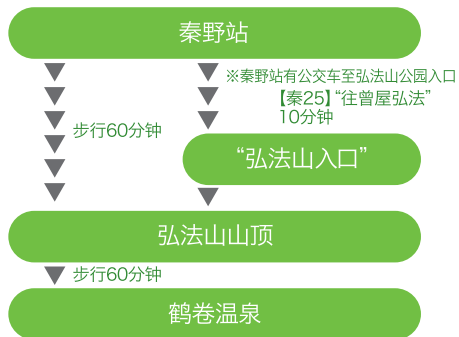 秦野站
※秦野站有公交车至弘法山公园入口
【秦25】“往曾屋弘法”
10分钟
步行60分钟
“弘法山入口”
弘法山山顶
步行60分钟
鹤卷温泉